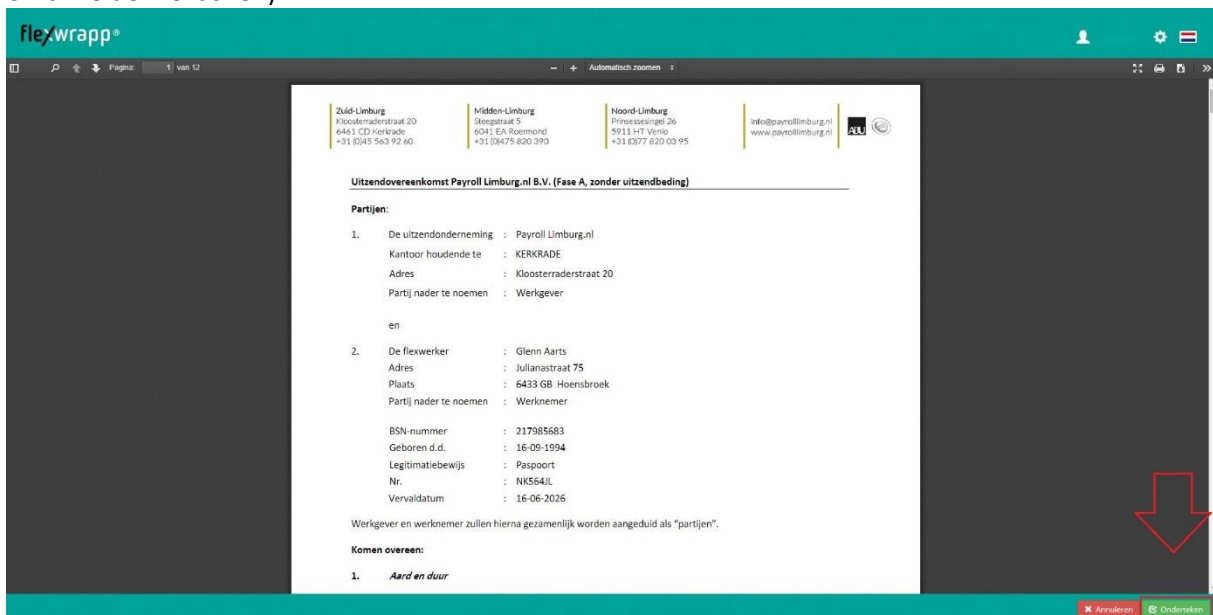 flexwrapp®
Pagina: 1 van 12
− + Automatisch zoomen
Zuid-Limburg
Kloosterraderstraat 20
6461 CD Kerkrade
+31 (0)45 563 92 60
Midden-Limburg
Steegstraat 5
6041 EA Roermond
+31 (0)475 820 390
Noord-Limburg
Prinsessesingel 26
5911 HT Venlo
+31 (0)77 820 03 95
info@payrolllimburg.nl
www.payrolllimburg.nl
ABU
Uitzendovereenkomst Payroll Limburg.nl B.V. (Fase A, zonder uitzendbeding)
Partijen:
1. De uitzendonderneming : Payroll Limburg.nl
Kantoor houdende te : KERKRADE
Adres : Kloosterraderstraat 20
Partij nader te noemen : Werkgever
en
2. De flexwerker : Glenn Aarts
Adres : Julianastraat 75
Plaats : 6433 GB Hoensbroek
Partij nader te noemen : Werknemer
BSN-nummer : 217985683
Geboren d.d. : 16-09-1994
Legitimatiebewijs : Paspoort
Nr. : NK564JL
Vervaldatum : 16-06-2026
Werkgever en werknemer zullen hierna gezamenlijk worden aangeduid als “partijen”.
Komen overeen:
1. Aard en duur
Annuleren
Onderteken